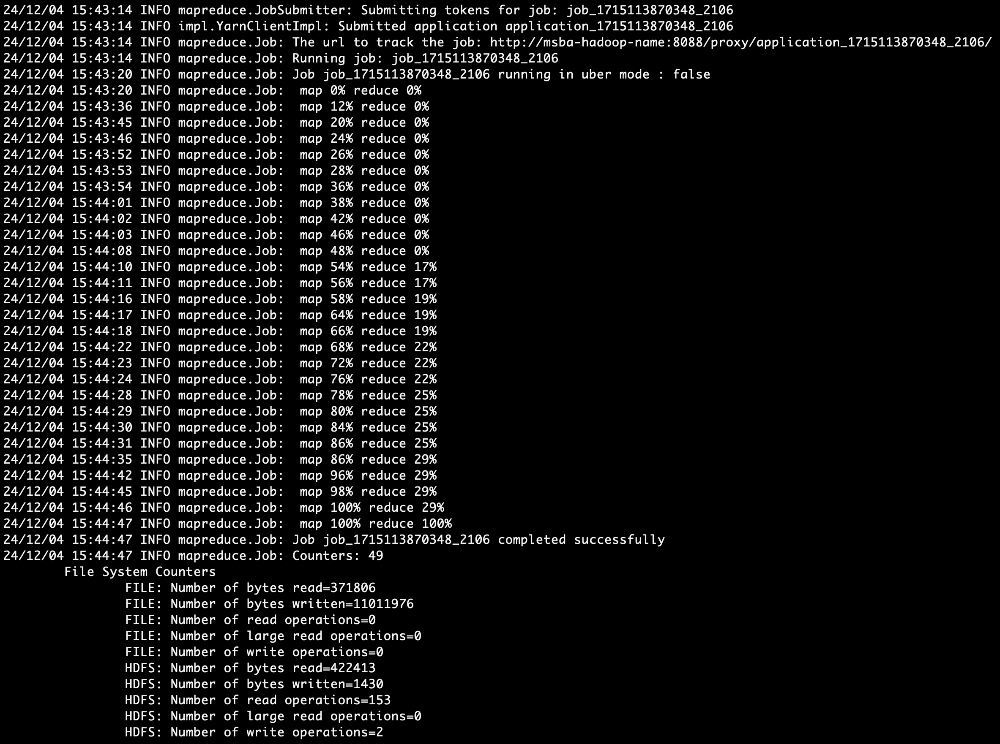 24/12/04 15:43:14 INFO mapreduce.JobSubmitter: Submitting tokens for job: job_1715113870348_2106
24/12/04 15:43:14 INFO impl.YarnClientImpl: Submitted application application_1715113870348_2106
24/12/04 15:43:14 INFO mapreduce.Job: The url to track the job: http://msba-hadoop-name:8088/proxy/application_1715113870348_2106/
24/12/04 15:43:14 INFO mapreduce.Job: Running job: job_1715113870348_2106
24/12/04 15:43:20 INFO mapreduce.Job: Job job_1715113870348_2106 running in uber mode : false
24/12/04 15:43:20 INFO mapreduce.Job:  map 0% reduce 0%
24/12/04 15:43:36 INFO mapreduce.Job:  map 12% reduce 0%
24/12/04 15:43:45 INFO mapreduce.Job:  map 20% reduce 0%
24/12/04 15:43:46 INFO mapreduce.Job:  map 24% reduce 0%
24/12/04 15:43:52 INFO mapreduce.Job:  map 26% reduce 0%
24/12/04 15:43:53 INFO mapreduce.Job:  map 28% reduce 0%
24/12/04 15:43:54 INFO mapreduce.Job:  map 36% reduce 0%
24/12/04 15:44:01 INFO mapreduce.Job:  map 38% reduce 0%
24/12/04 15:44:02 INFO mapreduce.Job:  map 42% reduce 0%
24/12/04 15:44:03 INFO mapreduce.Job:  map 46% reduce 0%
24/12/04 15:44:08 INFO mapreduce.Job:  map 48% reduce 0%
24/12/04 15:44:10 INFO mapreduce.Job:  map 54% reduce 17%
24/12/04 15:44:11 INFO mapreduce.Job:  map 56% reduce 17%
24/12/04 15:44:16 INFO mapreduce.Job:  map 58% reduce 19%
24/12/04 15:44:17 INFO mapreduce.Job:  map 64% reduce 19%
24/12/04 15:44:18 INFO mapreduce.Job:  map 66% reduce 19%
24/12/04 15:44:22 INFO mapreduce.Job:  map 68% reduce 22%
24/12/04 15:44:23 INFO mapreduce.Job:  map 72% reduce 22%
24/12/04 15:44:24 INFO mapreduce.Job:  map 76% reduce 22%
24/12/04 15:44:28 INFO mapreduce.Job:  map 78% reduce 25%
24/12/04 15:44:29 INFO mapreduce.Job:  map 80% reduce 25%
24/12/04 15:44:30 INFO mapreduce.Job:  map 84% reduce 25%
24/12/04 15:44:31 INFO mapreduce.Job:  map 86% reduce 25%
24/12/04 15:44:35 INFO mapreduce.Job:  map 86% reduce 29%
24/12/04 15:44:42 INFO mapreduce.Job:  map 96% reduce 29%
24/12/04 15:44:45 INFO mapreduce.Job:  map 98% reduce 29%
24/12/04 15:44:46 INFO mapreduce.Job:  map 100% reduce 29%
24/12/04 15:44:47 INFO mapreduce.Job:  map 100% reduce 100%
24/12/04 15:44:47 INFO mapreduce.Job: Job job_1715113870348_2106 completed successfully
24/12/04 15:44:47 INFO mapreduce.Job: Counters: 49
File System Counters
FILE: Number of bytes read=371806
FILE: Number of bytes written=11011976
FILE: Number of read operations=0
FILE: Number of large read operations=0
FILE: Number of write operations=0
HDFS: Number of bytes read=422413
HDFS: Number of bytes written=1430
HDFS: Number of read operations=153
HDFS: Number of large read operations=0
HDFS: Number of write operations=2